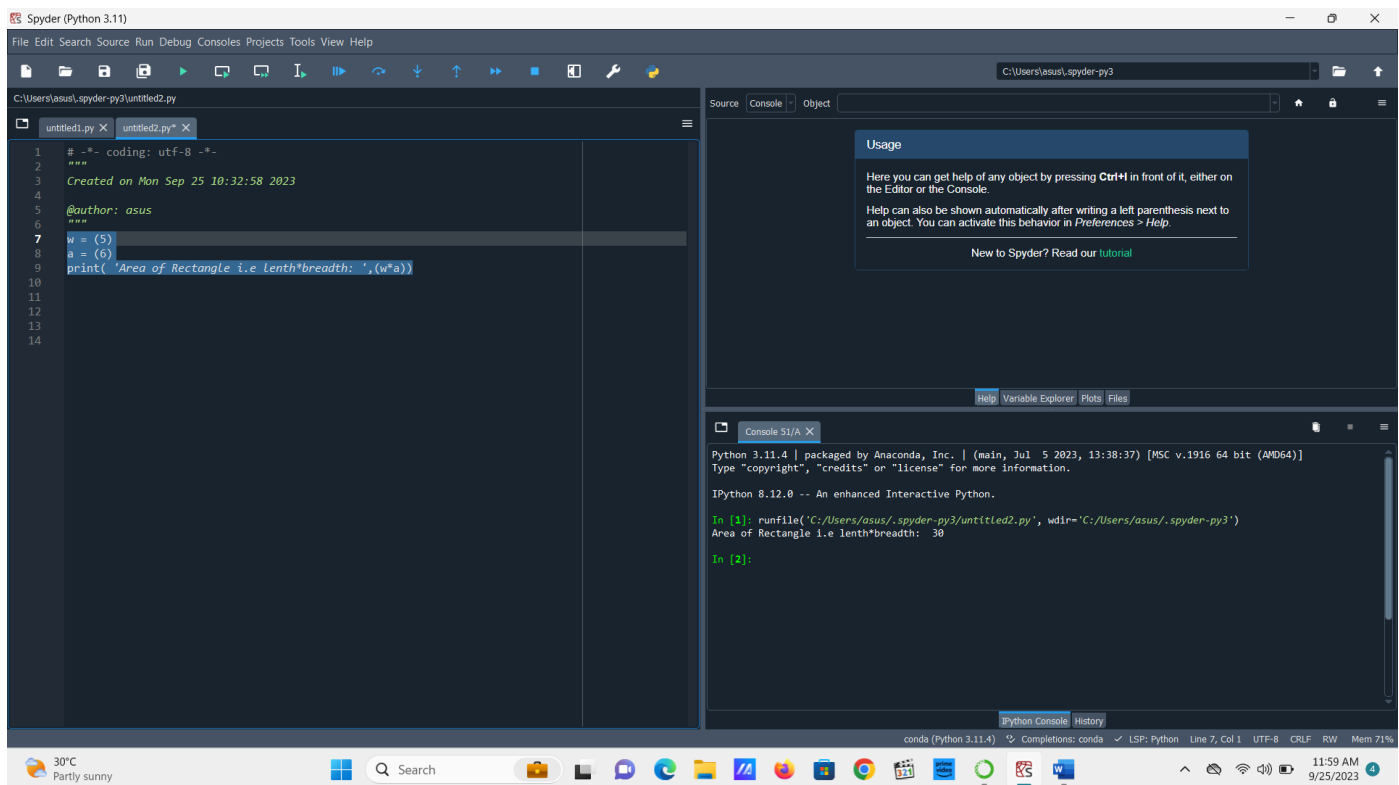 Spyder (Python 3.11)
File Edit Search Source Run Debug Consoles Projects Tools View Help
C:\Users\asus\.spyder-py3
C:\Users\asus\.spyder-py3\untitled2.py
untitled1.py
untitled2.py*
1 # -*- coding: utf-8 -*-
2 """
3 Created on Mon Sep 25 10:32:58 2023
4
5 @author: asus
6 """
7 w = (5)
8 a = (6)
9 print( 'Area of Rectangle i.e lenth*breadth: ',(w*a))
10
11
12
13
14
Source Console Object
Usage
Here you can get help of any object by pressing Ctrl+I in front of it, either on
the Editor or the Console.
Help can also be shown automatically after writing a left parenthesis next to
an object. You can activate this behavior in Preferences > Help.
New to Spyder? Read our tutorial
Help Variable Explorer Plots Files
Console 51/A
Python 3.11.4 | packaged by Anaconda, Inc. | (main, Jul  5 2023, 13:38:37) [MSC v.1916 64 bit (AMD64)]
Type "copyright", "credits" or "license" for more information.
IPython 8.12.0 -- An enhanced Interactive Python.
In [1]: runfile('C:/Users/asus/.spyder-py3/untitled2.py', wdir='C:/Users/asus/.spyder-py3')
Area of Rectangle i.e lenth*breadth:  30
In [2]:
IPython Console History
conda (Python 3.11.4) Completions: conda LSP: Python Line 7, Col 1 UTF-8 CRLF RW Mem 71%
30°C
Partly sunny
Search
321
prime video
11:59 AM
9/25/2023
4